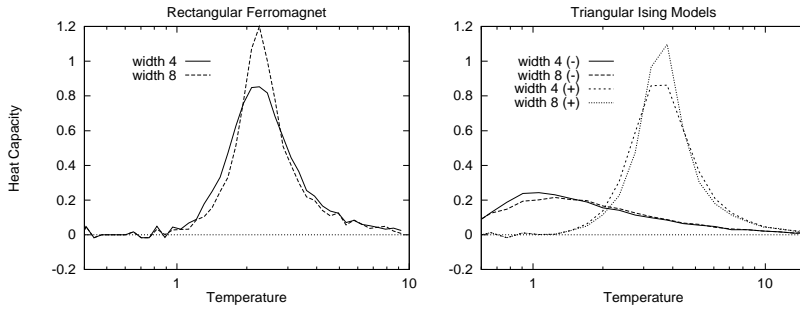 Rectangular Ferromagnet
Triangular Ising Models
Heat Capacity
1.2
1
0.8
0.6
0.4
0.2
0
-0.2
1
10
Temperature
width 4
width 8
1.2
1
0.8
0.6
0.4
0.2
0
-0.2
1
10
Temperature
width 4 (-)
width 8 (-)
width 4 (+)
width 8 (+)